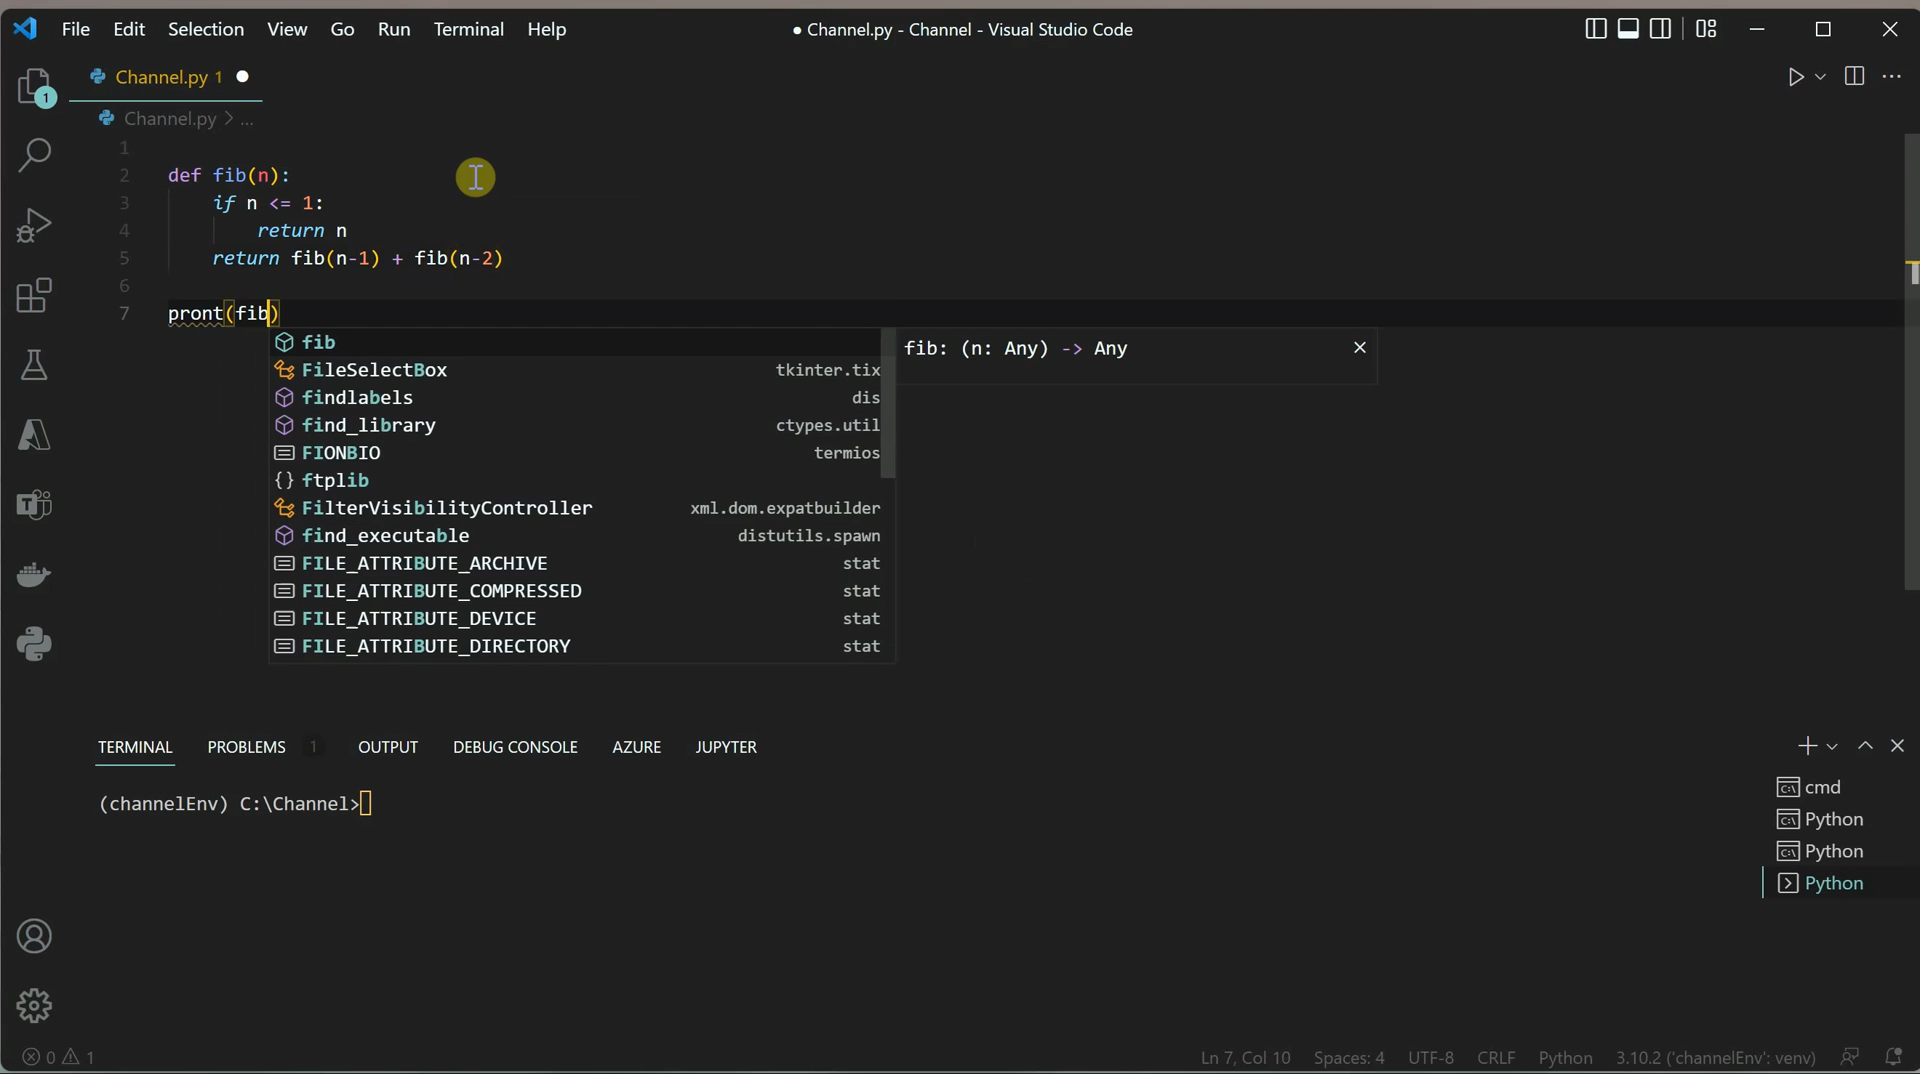 File Edit Selection View Go Run Terminal Help
● Channel.py - Channel - Visual Studio Code
Channel.py 1
1
Channel.py > ...
1
2 def fib(n):
3 if n <= 1:
4 return n
5 return fib(n-1) + fib(n-2)
6
7 pront(fib)
fib
fib: (n: Any) -> Any
FileSelectBox tkinter.tix
findlabels dis
find_library ctypes.util
FIONBIO termios
{} ftplib
FilterVisibilityController xml.dom.expatbuilder
find_executable distutils.spawn
FILE_ATTRIBUTE_ARCHIVE stat
FILE_ATTRIBUTE_COMPRESSED stat
FILE_ATTRIBUTE_DEVICE stat
FILE_ATTRIBUTE_DIRECTORY stat
TERMINAL PROBLEMS 1 OUTPUT DEBUG CONSOLE AZURE JUPYTER
(channelEnv) C:\Channel>
cmd
Python
Python
Python
0 1
Ln 7, Col 10 Spaces: 4 UTF-8 CRLF Python 3.10.2 ('channelEnv': venv)